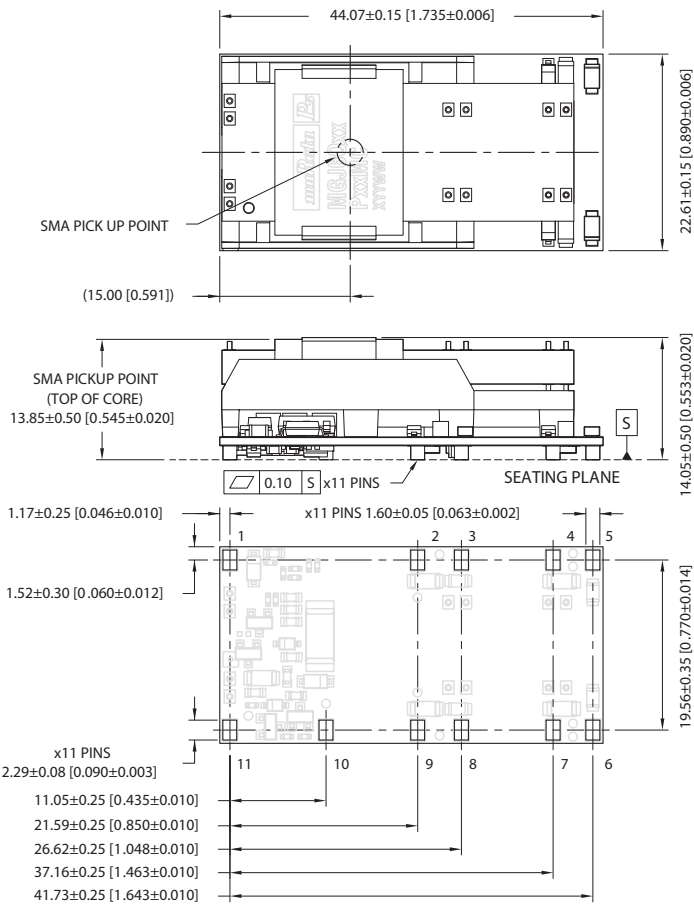 44.07±0.15 [1.735±0.006]
22.61±0.15 [0.890±0.006]
muRata Ps
XYYWW
SMA PICK UP POINT
(15.00 [0.591])
SMA PICKUP POINT
(TOP OF CORE)
13.85±0.50 [0.545±0.020]
14.05±0.50 [0.553±0.020]
S
0.10 S x11 PINS
SEATING PLANE
1.17±0.25 [0.046±0.010]
x11 PINS 1.60±0.05 [0.063±0.002]
1 2 3 4 5
1.52±0.30 [0.060±0.012]
19.56±0.35 [0.770±0.014]
x11 PINS
2.29±0.08 [0.090±0.003]
11 10 9 8 7 6
11.05±0.25 [0.435±0.010]
21.59±0.25 [0.850±0.010]
26.62±0.25 [1.048±0.010]
37.16±0.25 [1.463±0.010]
41.73±0.25 [1.643±0.010]